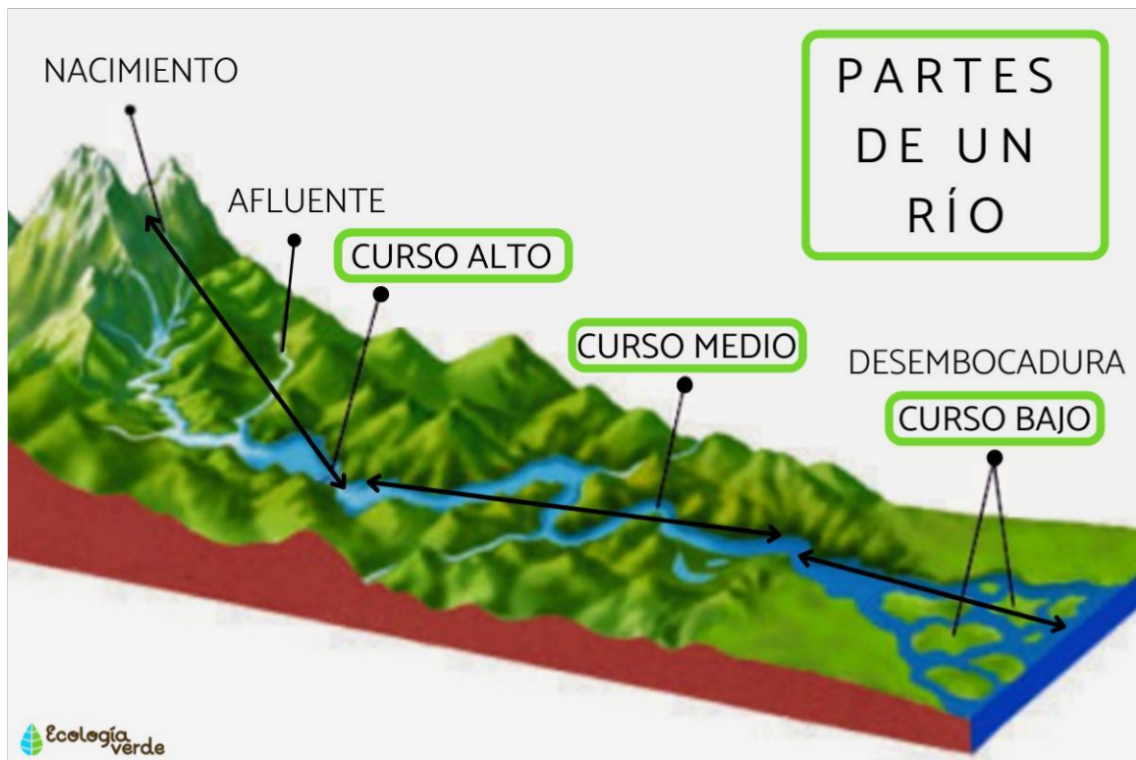 NACIMIENTO
PARTES
DE UN
RÍO
AFLUENTE
CURSO ALTO
CURSO MEDIO
DESEMBOCADURA
CURSO BAJO
Ecología
verde